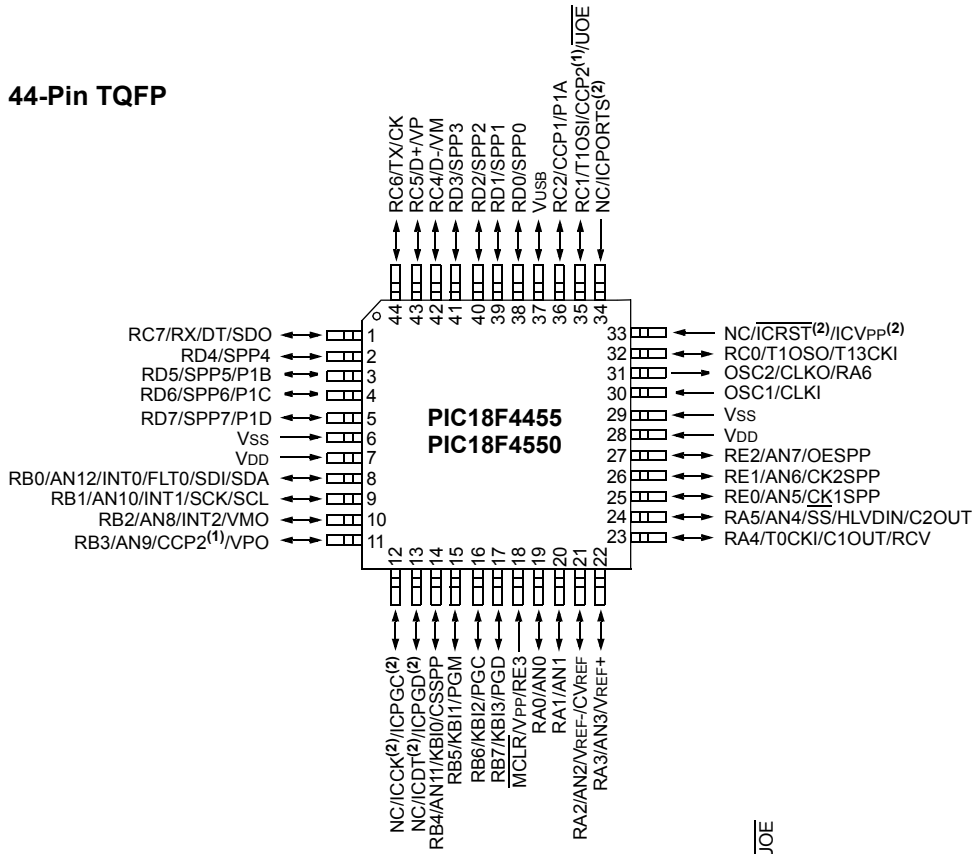 44-Pin TQFP
RC6/TX/CK
RC5/D+/VP
RC4/D-/VM
RD3/SPP3
RD2/SPP2
RD1/SPP1
RD0/SPP0
VUSB
RC2/CCP1/P1A
RC1/T1OSI/CCP2(1)/UOE
NC/ICPORTS(2)
44
43
42
41
40
39
38
37
36
35
34
RC7/RX/DT/SDO
RD4/SPP4
RD5/SPP5/P1B
RD6/SPP6/P1C
RD7/SPP7/P1D
VSS
VDD
RB0/AN12/INT0/FLT0/SDI/SDA
RB1/AN10/INT1/SCK/SCL
RB2/AN8/INT2/VMO
RB3/AN9/CCP2(1)/VPO
1
2
3
4
5
6
7
8
9
10
11
PIC18F4455
PIC18F4550
33
32
31
30
29
28
27
26
25
24
23
NC/ICRST(2)/ICVPP(2)
RC0/T1OSO/T13CKI
OSC2/CLKO/RA6
OSC1/CLKI
VSS
VDD
RE2/AN7/OESPP
RE1/AN6/CK2SPP
RE0/AN5/CK1SPP
RA5/AN4/SS/HLVDIN/C2OUT
RA4/T0CKI/C1OUT/RCV
12
13
14
15
16
17
18
19
20
21
22
NC/ICCK(2)/ICPGC(2)
NC/ICDT(2)/ICPGD(2)
RB4/AN11/KBI0/CSSPP
RB5/KBI1/PGM
RB6/KBI2/PGC
RB7/KBI3/PGD
MCLR/VPP/RE3
RA0/AN0
RA1/AN1
RA2/AN2/VREF-/CVREF
RA3/AN3/VREF+
UOE